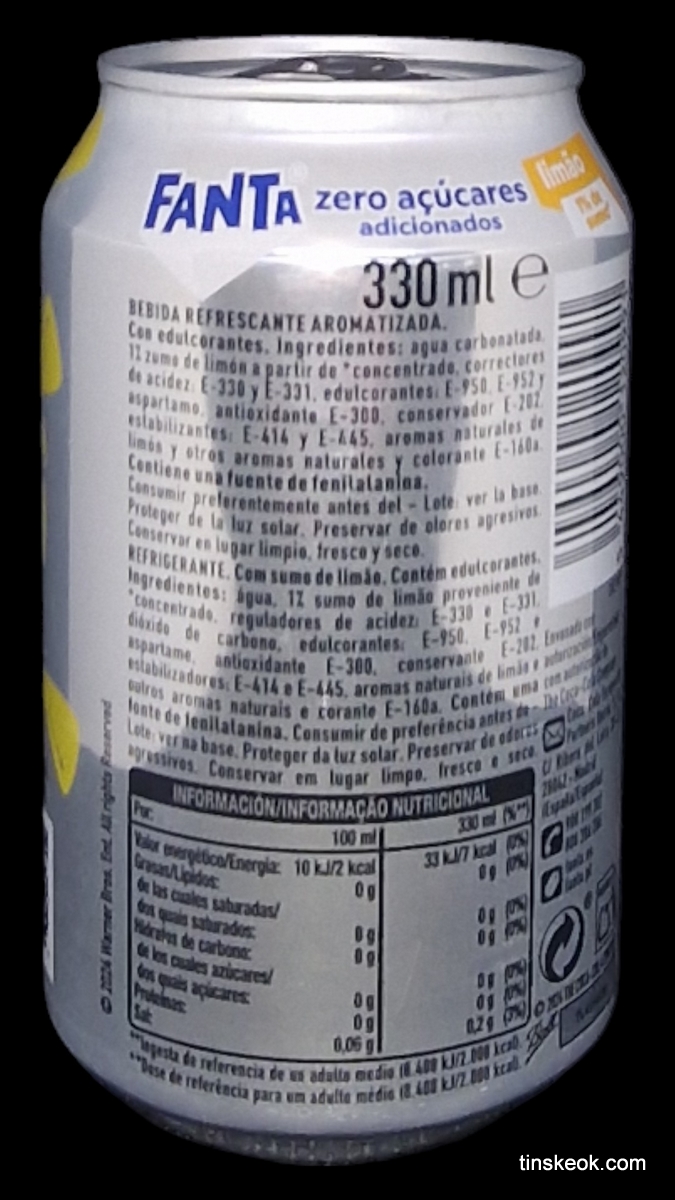 FANTA zero açúcares
adicionados
limão
1% de
sumo*
330 ml e
BEBIDA REFRESCANTE AROMATIZADA.
Con edulcorantes. Ingredientes: agua carbonatada,
1% zumo de limón a partir de *concentrado, correctores
de acidez: E-330 y E-331, edulcorantes: E-950, E-952 y
aspartamo, antioxidante E-300, conservador E-202,
estabilizantes: E-414 y E-445, aromas naturales de
limón y otros aromas naturales y colorante E-160a.
Contiene una fuente de fenilalanina.
Consumir preferentemente antes del - Lote: ver la base.
Proteger de la luz solar. Preservar de olores agresivos.
Conservar en lugar limpio, fresco y seco.
REFRIGERANTE. Com sumo de limão. Contém edulcorantes.
Ingredientes: água, 1% sumo de limão proveniente de
*concentrado, reguladores de acidez: E-330 e E-331,
dióxido de carbono, edulcorantes: E-950, E-952 e
aspartame, antioxidante E-300, conservante E-202,
estabilizadores: E-414 e E-445, aromas naturais de limão e
outros aromas naturais e corante E-160a. Contém uma
fonte de fenilalanina. Consumir de preferência antes de -
Lote: ver na base. Proteger da luz solar. Preservar de odores
agressivos. Conservar em lugar limpo, fresco e seco.
INFORMACIÓN/INFORMAÇÃO NUTRICIONAL
Por: 100 ml 330 ml (%**)
Valor energético/Energia: 10 kJ/2 kcal 33 kJ/7 kcal (0%)
Grasas/Lípidos: 0 g 0 g (0%)
de las cuales saturadas/
dos quais saturados: 0 g 0 g (0%)
Hidratos de carbono: 0 g 0 g (0%)
de los cuales azúcares/
dos quais açúcares: 0 g 0 g (0%)
Proteínas: 0 g 0 g (0%)
Sal: 0,06 g 0,2 g (3%)
**Ingesta de referencia de un adulto medio (8.400 kJ/2.000 kcal).
**Dose de referência para um adulto médio (8.400 kJ/2.000 kcal).
© 2024 Warner Bros. Ent. All rights reserved
Envasado
28042 - Madrid
(España/Espanha)
tinskeok.com